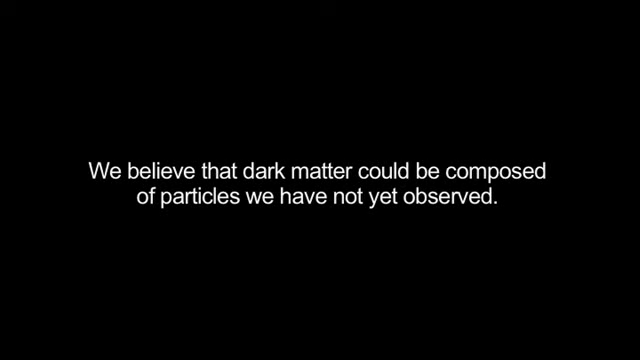 We believe that dark matter could be composed
of particles we have not yet observed.